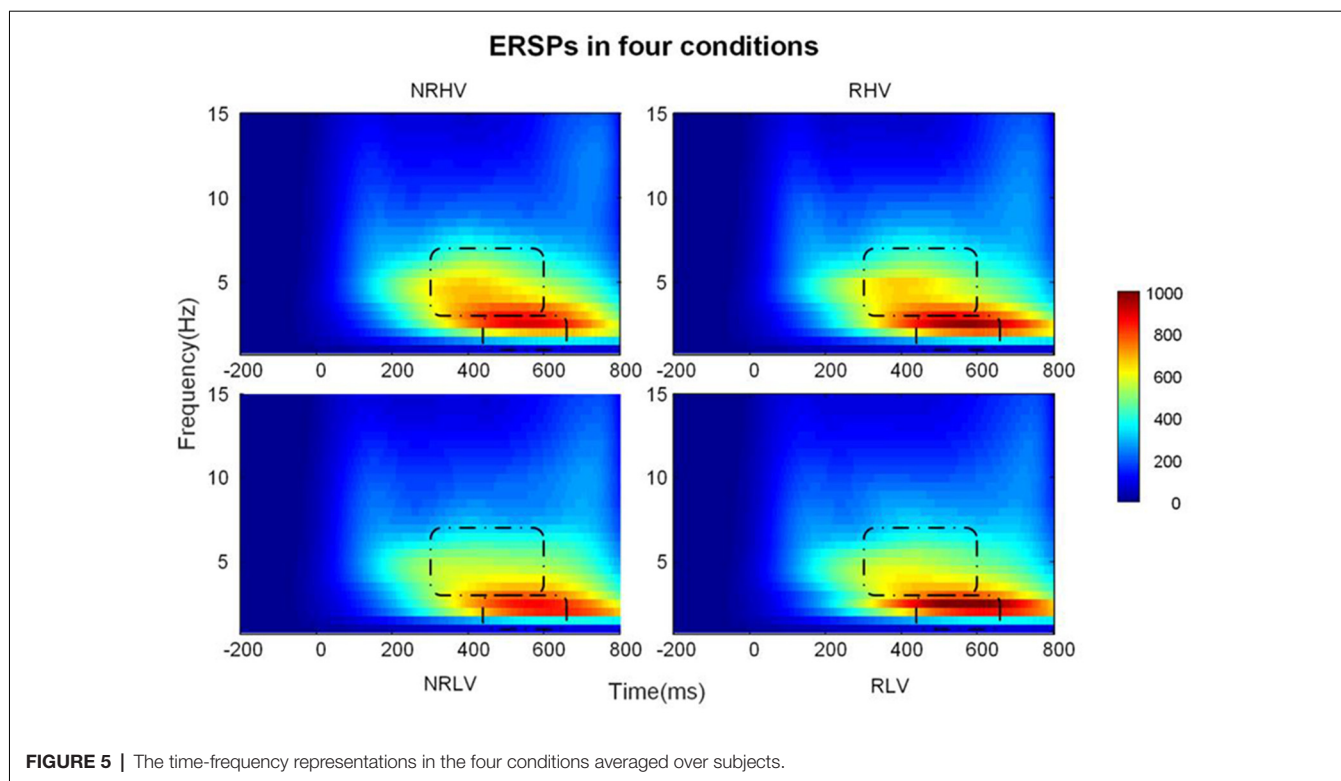 ERSPs in four conditions
NRHV
RHV
15
10
5
-200 0 200 400 600 800
15
10
5
-200 0 200 400 600 800
Frequency(Hz)
15
10
5
-200 0 200 400 600 800
NRLV
15
10
5
-200 0 200 400 600 800
RLV
Time(ms)
1000
800
600
400
200
0
FIGURE 5 | The time-frequency representations in the four conditions averaged over subjects.